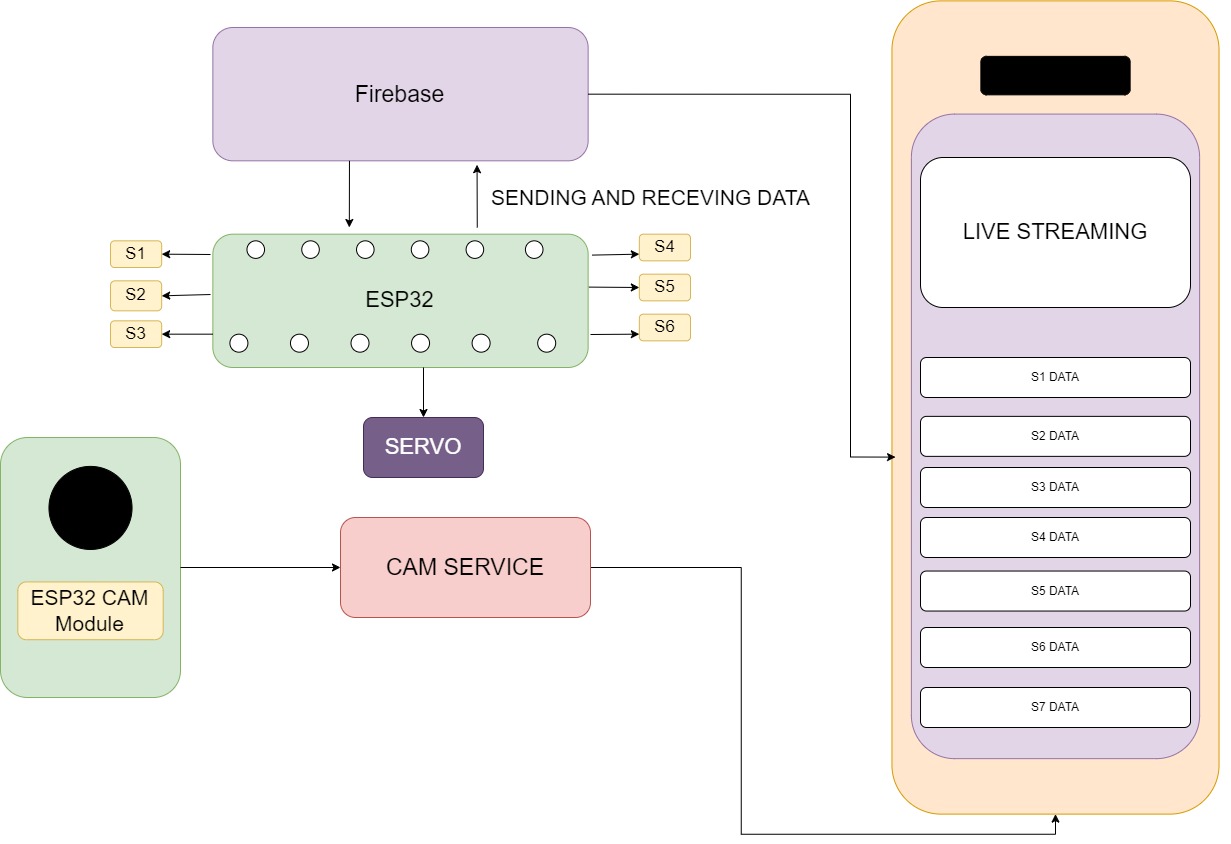 Firebase
SENDING AND RECEVING DATA
S1
S2
S3
ESP32
S4
S5
S6
SERVO
ESP32 CAM
Module
CAM SERVICE
LIVE STREAMING
S1 DATA
S2 DATA
S3 DATA
S4 DATA
S5 DATA
S6 DATA
S7 DATA